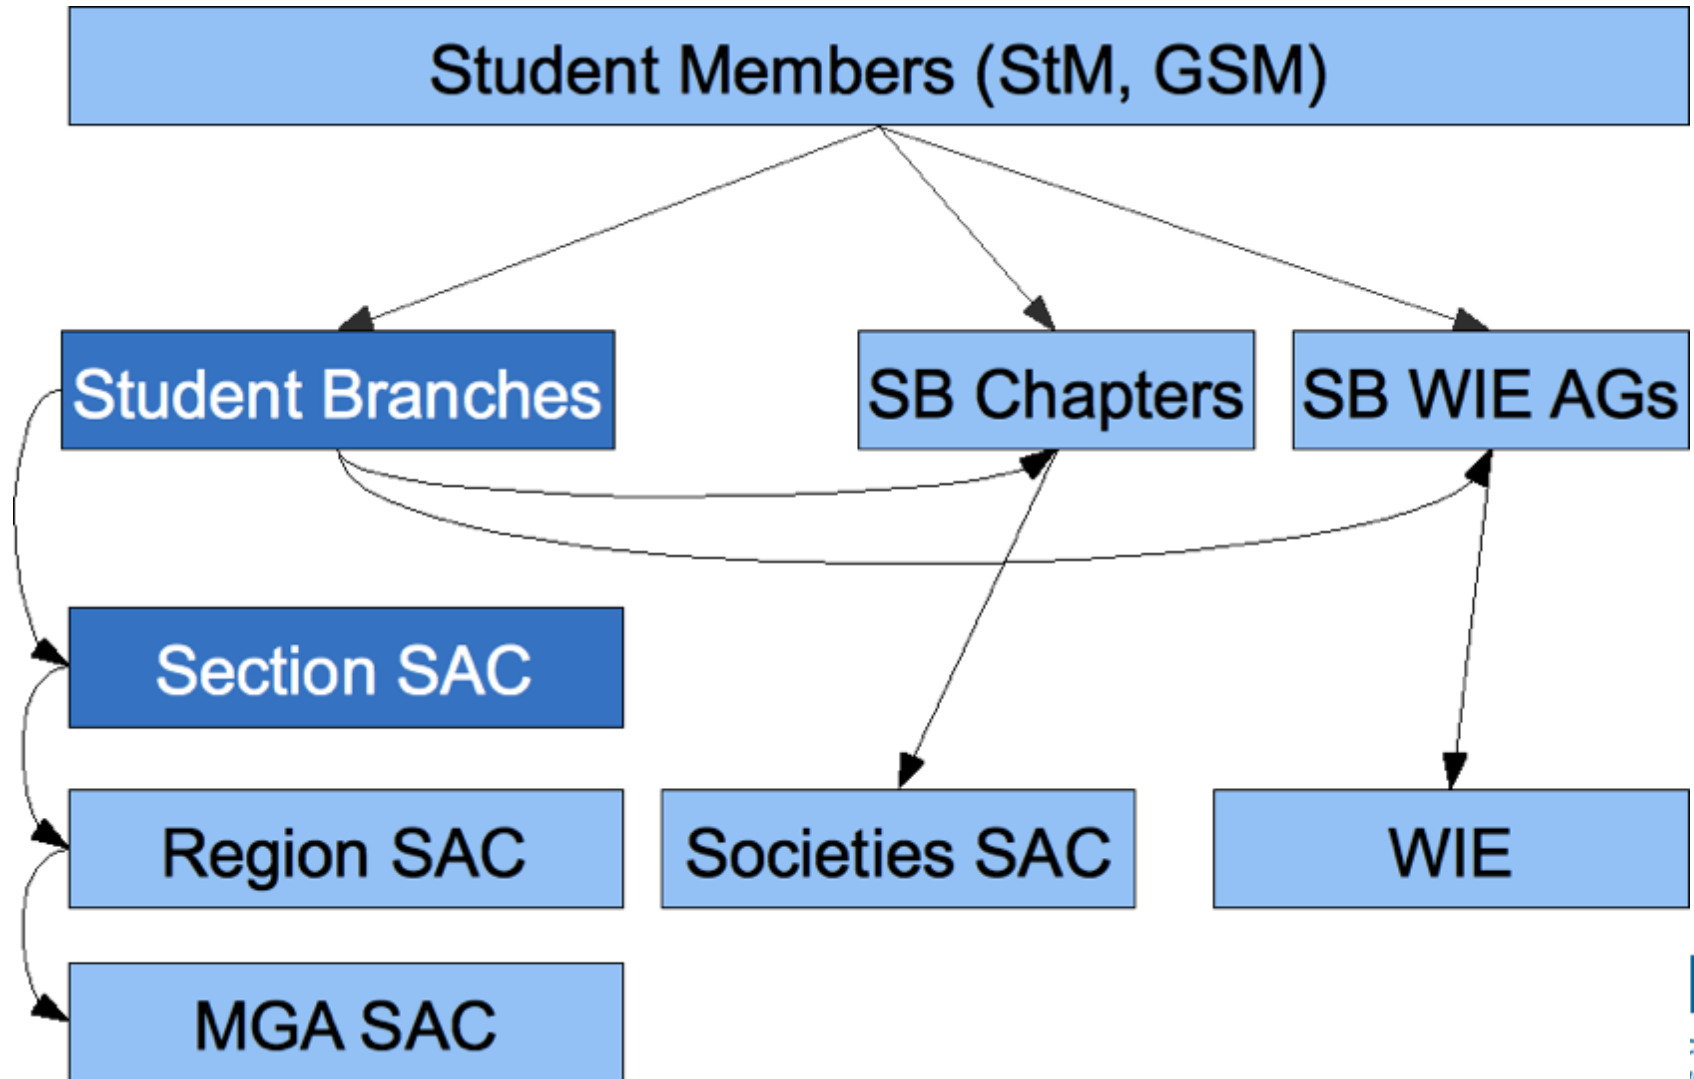 Student Members (StM, GSM)
Student Branches
SB Chapters
SB WIE AGs
Section SAC
Region SAC
Societies SAC
WIE
MGA SAC